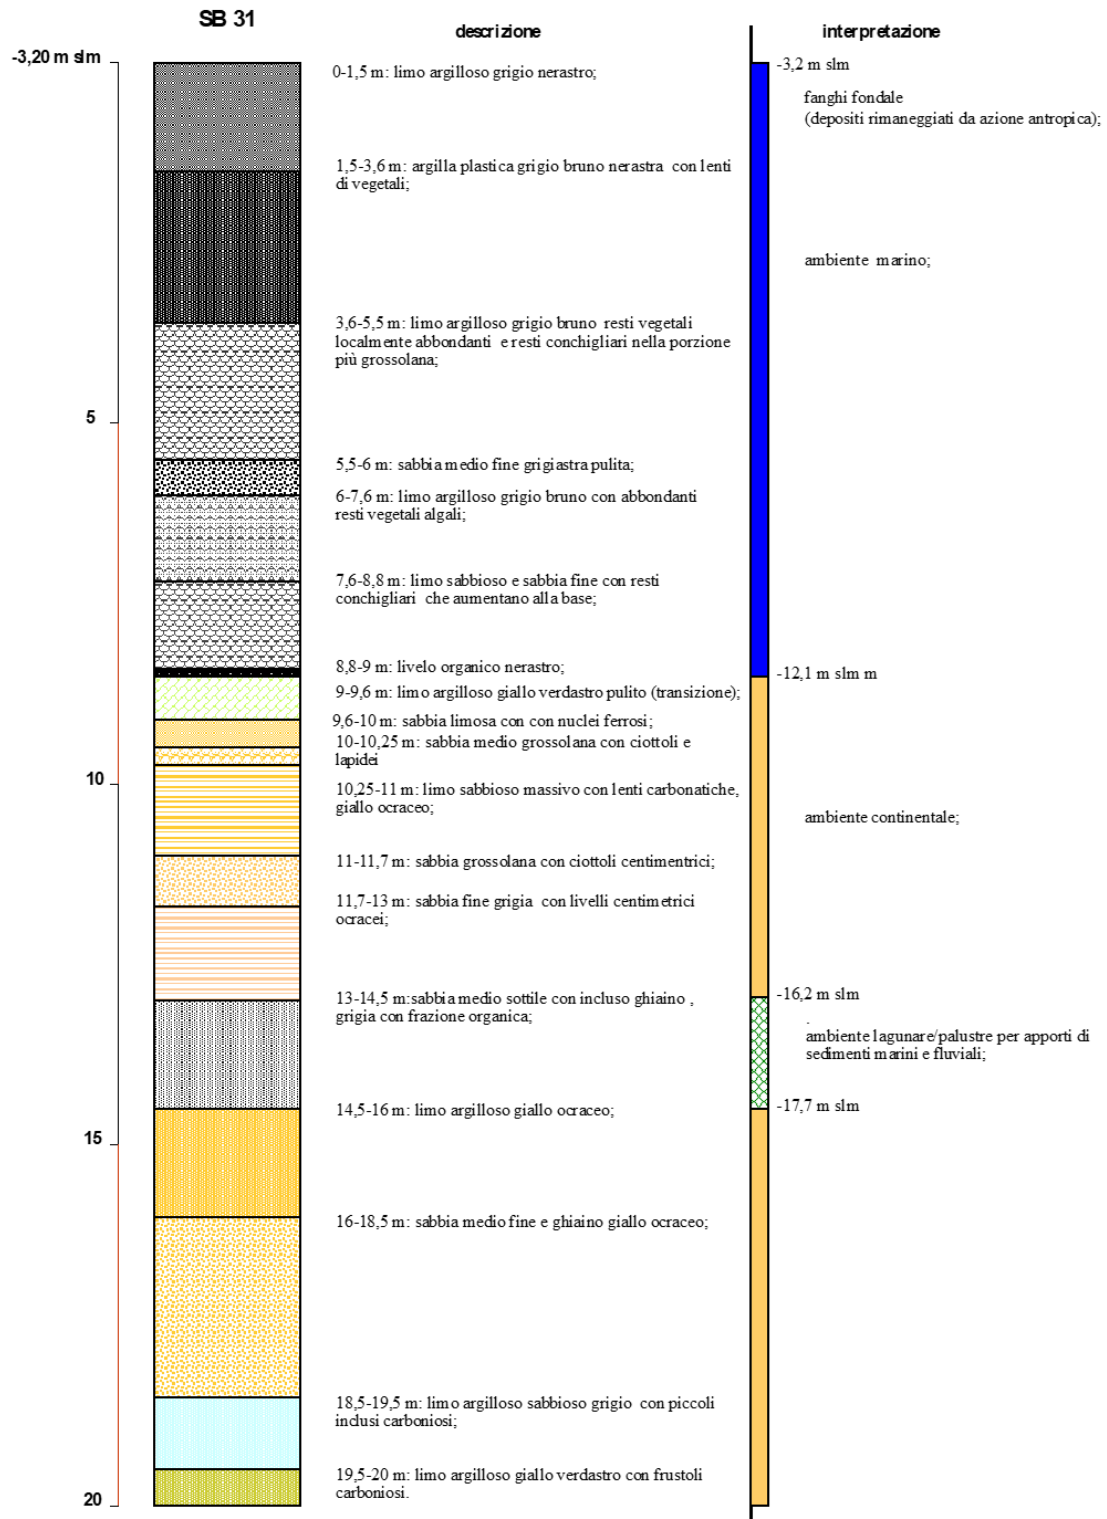 SB 31
descrizione
interpretazione
-3,20 m slm
0-1,5 m: limo argilloso grigio nerastro;
-3,2 m slm
fanghi fondale
(depositi rimaneggiati da azione antropica);
1,5-3,6 m: argilla plastica grigio bruno nerastra con lenti
di vegetali;
ambiente marino;
3,6-5,5 m: limo argilloso grigio bruno resti vegetali
localmente abbondanti e resti conchigliari nella porzione
più grossolana;
5
5,5-6 m: sabbia medio fine grigiastra pulita;
6-7,6 m: limo argilloso grigio bruno con abbondanti
resti vegetali algali;
7,6-8,8 m: limo sabbioso e sabbia fine con resti
conchigliari che aumentano alla base;
8,8-9 m: livelo organico nerastro;
-12,1 m slm m
9-9,6 m: limo argilloso giallo verdastro pulito (transizione);
9,6-10 m: sabbia limosa con con nuclei ferrosi;
10-10,25 m: sabbia medio grossolana con ciottoli e
lapidei
10
10,25-11 m: limo sabbioso massivo con lenti carbonatiche,
giallo ocraceo;
ambiente continentale;
11-11,7 m: sabbia grossolana con ciottoli centimentrici;
11,7-13 m: sabbia fine grigia con livelli centimetrici
ocracei;
13-14,5 m:sabbia medio sottile con incluso ghiaino ,
grigia con frazione organica;
-16,2 m slm
.
ambiente lagunare/palustre per apporti di
sedimenti marini e fluviali;
14,5-16 m: limo argilloso giallo ocraceo;
-17,7 m slm
15
16-18,5 m: sabbia medio fine e ghiaino giallo ocraceo;
18,5-19,5 m: limo argilloso sabbioso grigio con piccoli
inclusi carboniosi;
19,5-20 m: limo argilloso giallo verdastro con frustoli
carboniosi.
20